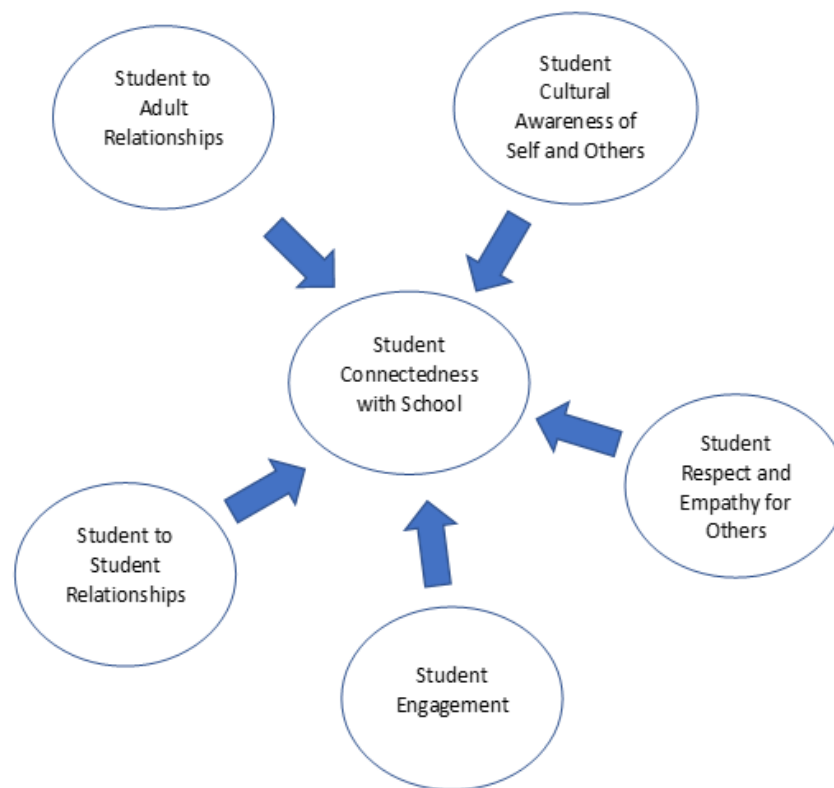 Student to
Adult
Relationships
Student
Cultural
Awareness of
Self and Others
Student
Connectedness
with School
Student
Respect and
Empathy for
Others
Student to
Student
Relationships
Student
Engagement